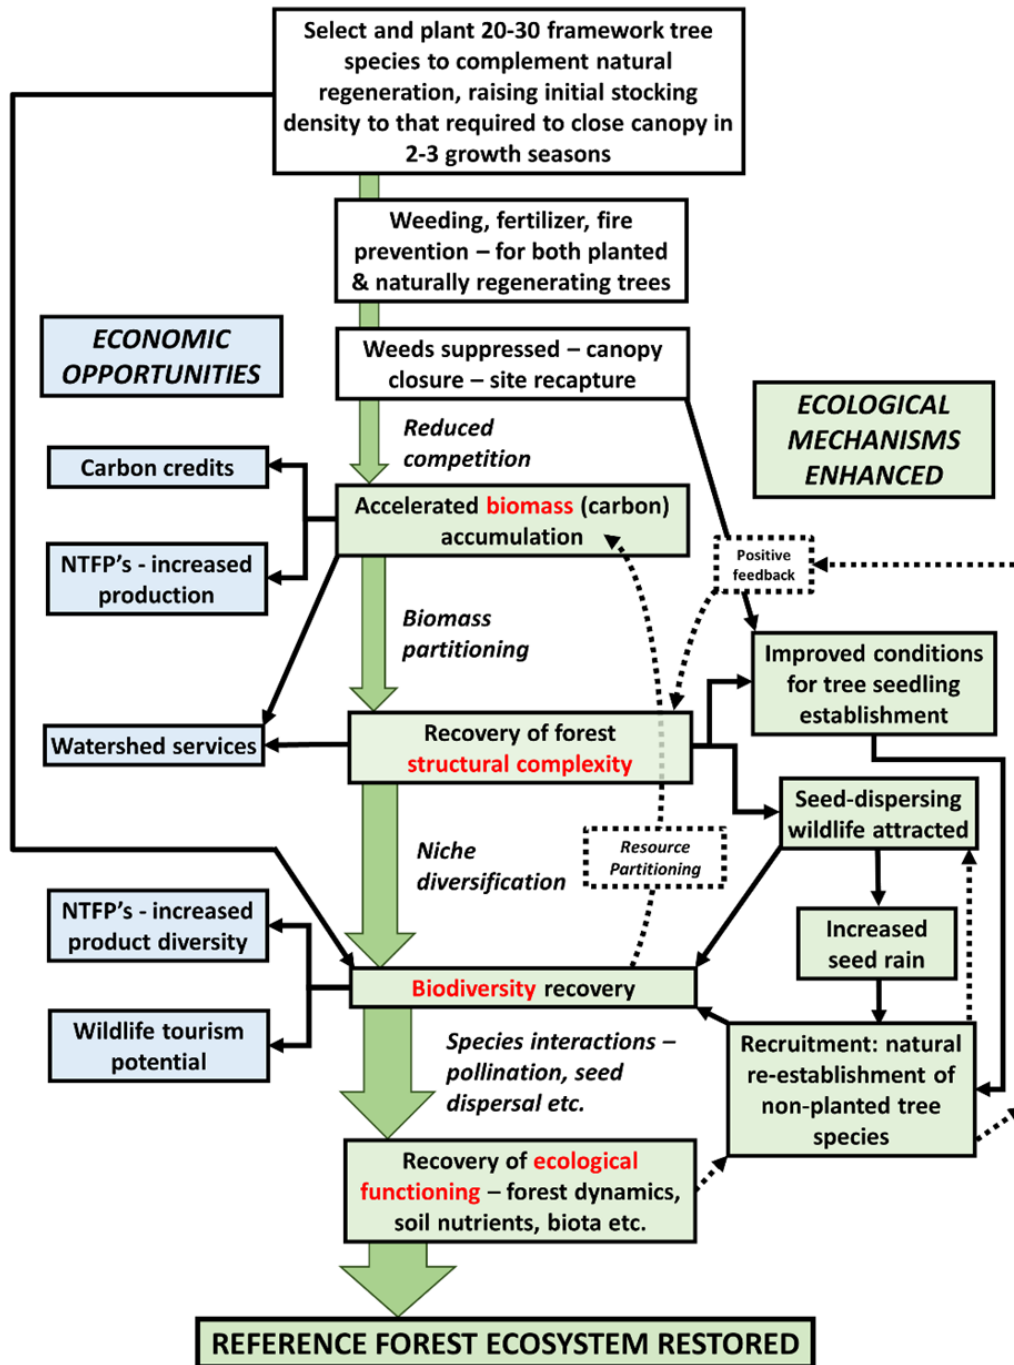 Select and plant 20-30 framework tree
species to complement natural
regeneration, raising initial stocking
density to that required to close canopy in
2-3 growth seasons
Weeding, fertilizer, fire
prevention – for both planted
& naturally regenerating trees
ECONOMIC
OPPORTUNITIES
Weeds suppressed – canopy
closure – site recapture
ECOLOGICAL
MECHANISMS
ENHANCED
Reduced
competition
Carbon credits
Accelerated biomass (carbon)
accumulation
NTFP's - increased
production
Positive
feedback
Biomass
partitioning
Improved conditions
for tree seedling
establishment
Watershed services
Recovery of forest
structural complexity
Seed-dispersing
wildlife attracted
Resource
Partitioning
Niche
diversification
NTFP's - increased
product diversity
Increased
seed rain
Biodiversity recovery
Wildlife tourism
potential
Species interactions –
pollination, seed
dispersal etc.
Recruitment: natural
re-establishment of
non-planted tree
species
Recovery of ecological
functioning – forest dynamics,
soil nutrients, biota etc.
REFERENCE FOREST ECOSYSTEM RESTORED